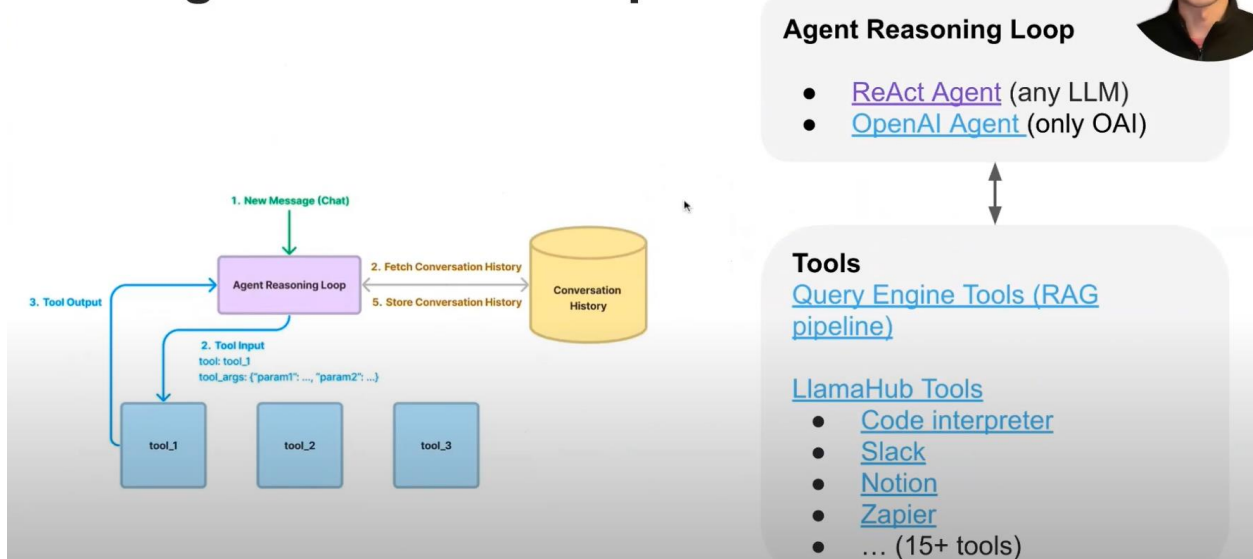 1. New Message (Chat)
Agent Reasoning Loop
2. Fetch Conversation History
5. Store Conversation History
Conversation
History
3. Tool Output
2. Tool Input
tool: tool_1
tool_args: {"param1": ..., "param2": ...}
tool_1
tool_2
tool_3
Agent Reasoning Loop
● ReAct Agent (any LLM)
● OpenAI Agent (only OAI)
Tools
Query Engine Tools (RAG
pipeline)
LlamaHub Tools
● Code interpreter
● Slack
● Notion
● Zapier
● ... (15+ tools)